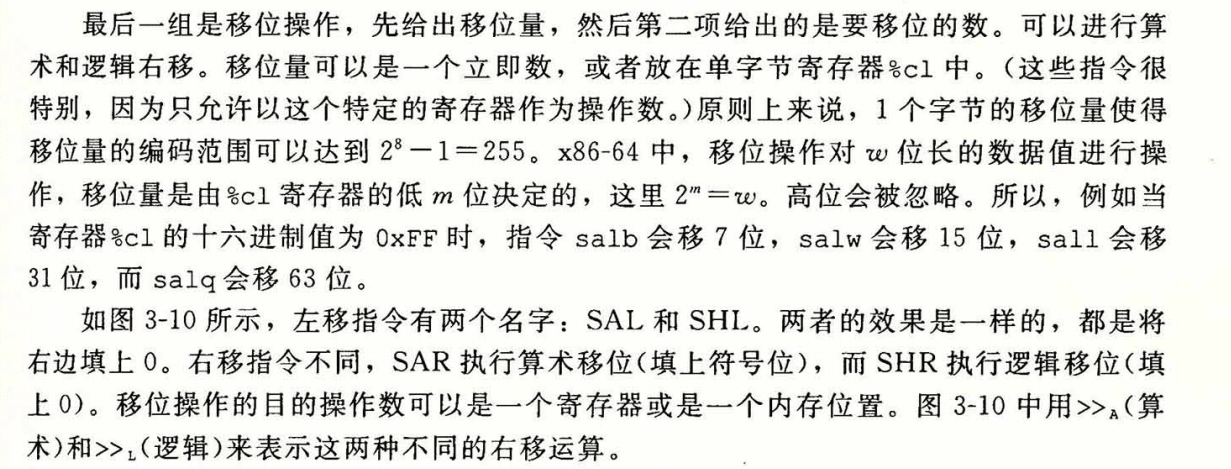 最后一组是移位操作，先给出移位量，然后第二项给出的是要移位的数。可以进行算
术和逻辑右移。移位量可以是一个立即数，或者放在单字节寄存器%cl 中。（这些指令很
特别，因为只允许以这个特定的寄存器作为操作数。）原则上来说，1 个字节的移位量使得
移位量的编码范围可以达到 2⁸－1＝255。x86-64 中，移位操作对 w 位长的数据值进行操
作，移位量是由%cl 寄存器的低 m 位决定的，这里 2ᵐ＝w。高位会被忽略。所以，例如当
寄存器%cl 的十六进制值为 0xFF 时，指令 salb 会移 7 位，salw 会移 15 位，sall 会移
31 位，而 salq 会移 63 位。
如图 3-10 所示，左移指令有两个名字：SAL 和 SHL。两者的效果是一样的，都是将
右边填上 0。右移指令不同，SAR 执行算术移位(填上符号位)，而 SHR 执行逻辑移位(填
上 0)。移位操作的目的操作数可以是一个寄存器或是一个内存位置。图 3-10 中用>>A(算
术)和>>L(逻辑)来表示这两种不同的右移运算。